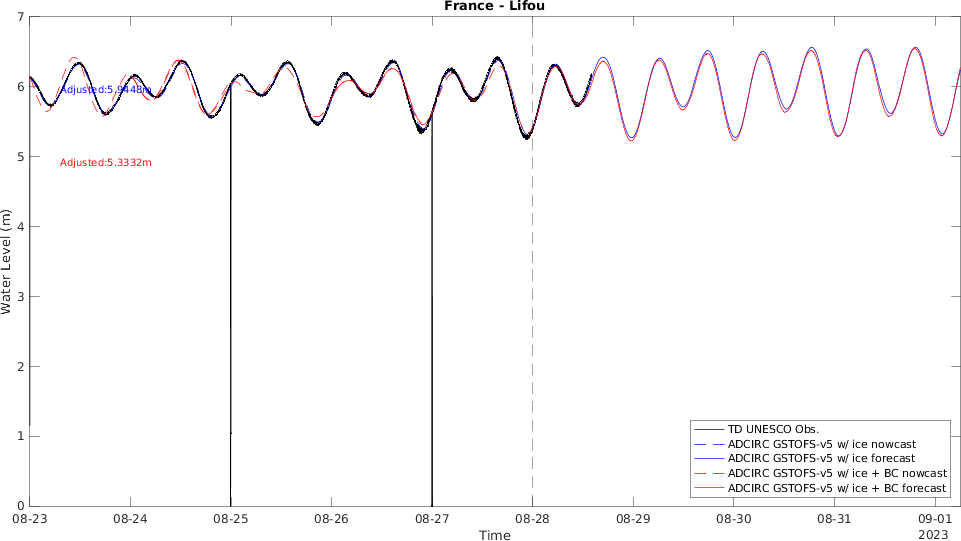 France - Lifou
7
6
5
4
3
2
1
0
Water Level (m)
Adjusted:5.9448m
Adjusted:5.3332m
TD UNESCO Obs.
ADCIRC GSTOFS-v5 w/ ice nowcast
ADCIRC GSTOFS-v5 w/ ice forecast
ADCIRC GSTOFS-v5 w/ ice + BC nowcast
ADCIRC GSTOFS-v5 w/ ice + BC forecast
08-23 08-24 08-25 08-26 08-27 08-28 08-29 08-30 08-31 09-01
Time 2023